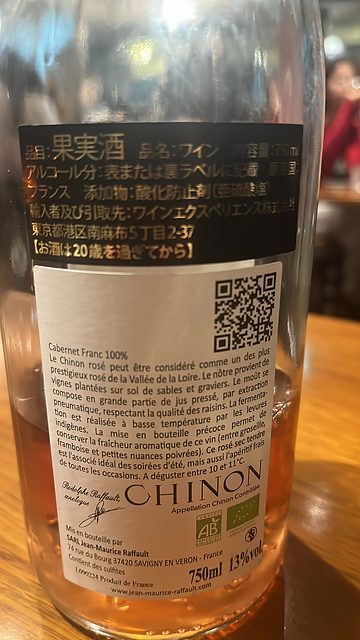 品目：果実酒 品名：ワイン 内容量：750ml
アルコール分：表または裏ラベルに記載 原産国：
フランス 添加物：酸化防止剤(亜硫酸塩)
輸入者及び引取先：ワインエクスペリエンス株式会社
東京都港区南麻布5丁目2-37
【お酒は20歳を過ぎてから】
Cabernet Franc 100%
Le Chinon rosé peut être considéré comme un des plus
prestigieux rosé de la Vallée de la Loire. Le nôtre provient de
vignes plantées sur sol de sables et graviers. Le moût se
compose en grande partie de jus pressé, par extraction
pneumatique, respectant la qualité des raisins. La fermenta-
tion est réalisée à basse température par les levures
indigènes. La mise en bouteille précoce permet de
conserver la fraîcheur aromatique de ce vin (entre groseille,
framboise et petites nuances poivrées). Ce rosé sec tendre
est l'associé idéal des soirées d'été, mais aussi l'apéritif frais
de toutes les occasions. A déguster entre 10 et 11°C.
Rodolphe Raffault,
œnologue
CHINON
Appellation Chinon Contrôlée
AB
Mis en bouteille par
SARL Jean-Maurice Raffault
74 rue du Bourg 37420 SAVIGNY EN VERON - France
Contient des sulfites
750ml 13%vol.
Produit de France
www.jean-maurice-raffault.com